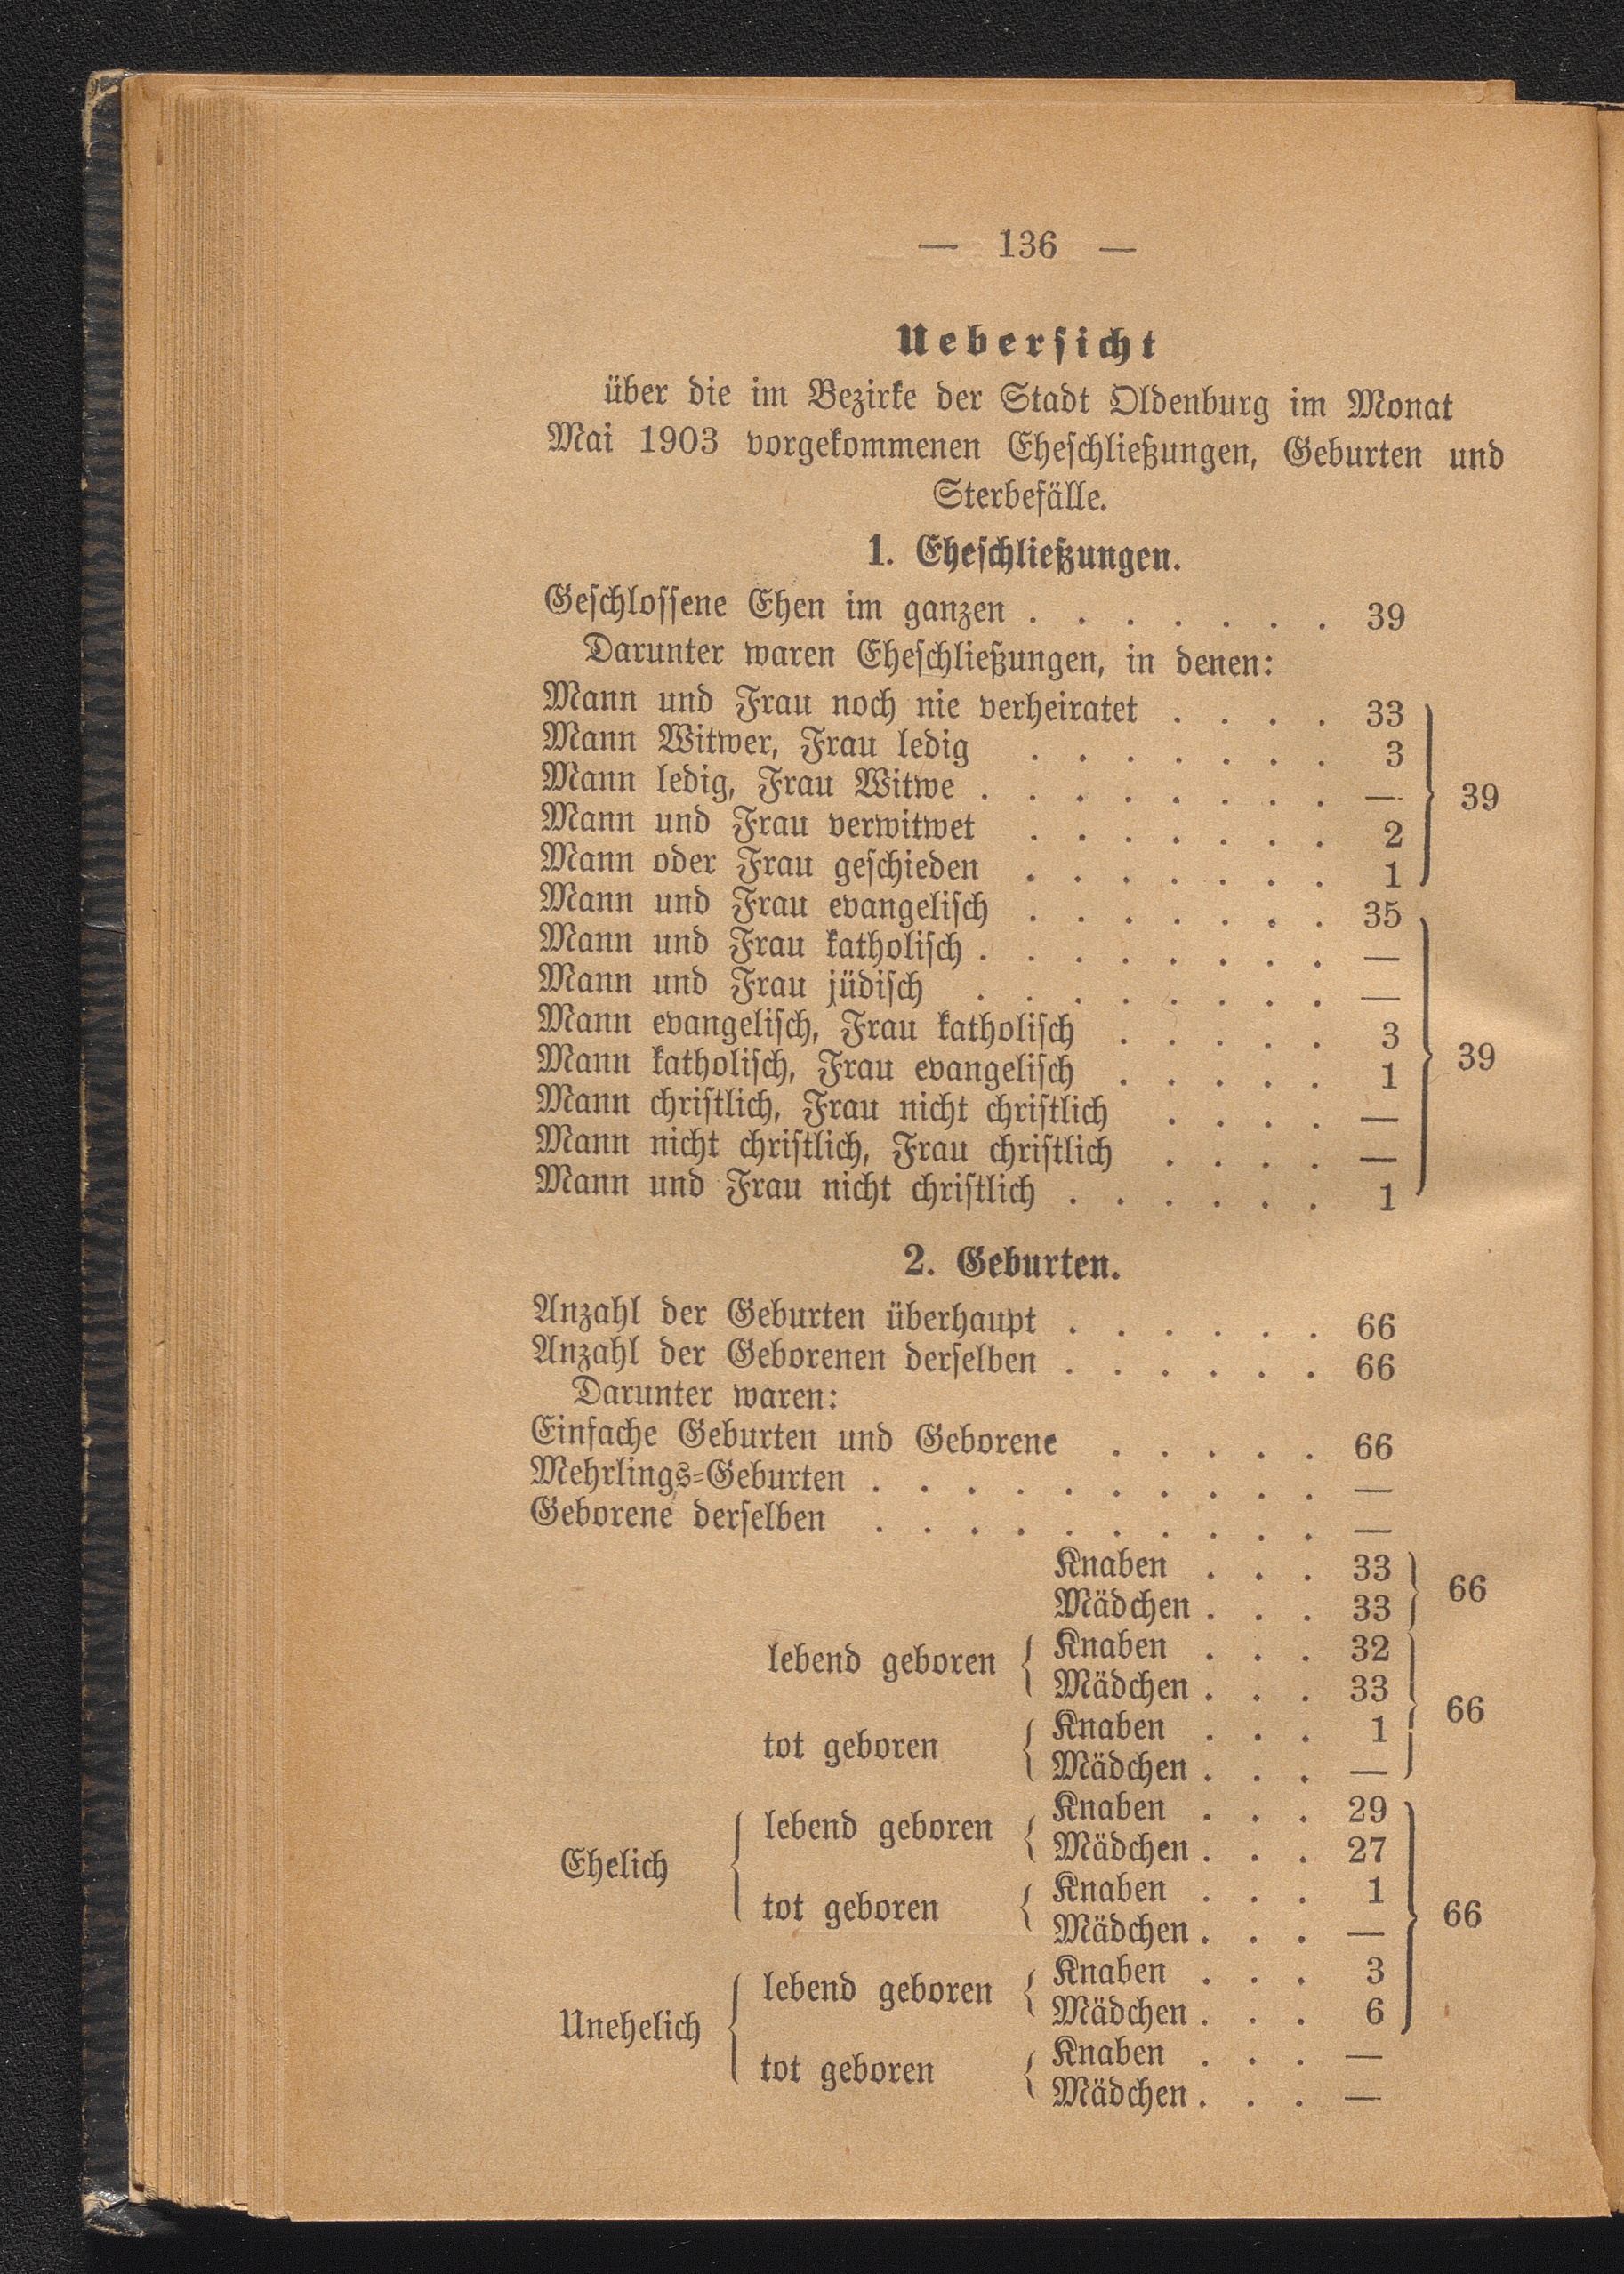 — 136 —
Uebersicht
über die im Bezirke der Stadt Oldenburg im Monat
Mai 1903 vorgekommenen Eheschließungen, Geburten und
Sterbefälle.
1. Eheschließungen.
Geschlossene Ehen im ganzen . . . . . . . 39
Darunter waren Eheschließungen, in denen:
Mann und Frau noch nie verheiratet . . . . 33
Mann Witwer, Frau ledig . . . . . . . 3
Mann ledig, Frau Witwe . . . . . . . . — 39
Mann und Frau verwitwet . . . . . . . 2
Mann oder Frau geschieden . . . . . . . 1
Mann und Frau evangelisch . . . . . . . 35
Mann und Frau katholisch . . . . . . . . —
Mann und Frau jüdisch . . . . . . . . —
Mann evangelisch, Frau katholisch . . . . . 3
Mann katholisch, Frau evangelisch . . . . . 1 39
Mann christlich, Frau nicht christlich . . . . —
Mann nicht christlich, Frau christlich . . . . —
Mann und Frau nicht christlich . . . . . . 1
2. Geburten.
Anzahl der Geburten überhaupt . . . . . . 66
Anzahl der Geborenen derselben . . . . . . 66
Darunter waren:
Einfache Geburten und Geborene . . . . . 66
Mehrlings-Geburten . . . . . . . . . . —
Geborene derselben . . . . . . . . . . —
Knaben . . . 33
Mädchen . . . 33 66
lebend geboren { Knaben . . . 32
Mädchen . . . 33
tot geboren { Knaben . . . 1 66
Mädchen . . . —
Ehelich { lebend geboren { Knaben . . . 29
Mädchen . . . 27
tot geboren { Knaben . . . 1
Mädchen . . . — 66
Unehelich { lebend geboren { Knaben . . . 3
Mädchen . . . 6
tot geboren { Knaben . . . —
Mädchen . . . —